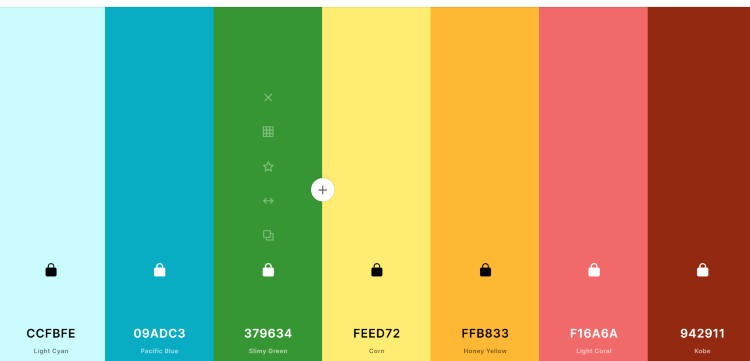 CCFBFE
Light Cyan
09ADC3
Pacific Blue
379634
Slimy Green
FEED72
Corn
FFB833
Honey Yellow
F16A6A
Light Coral
942911
Kobe